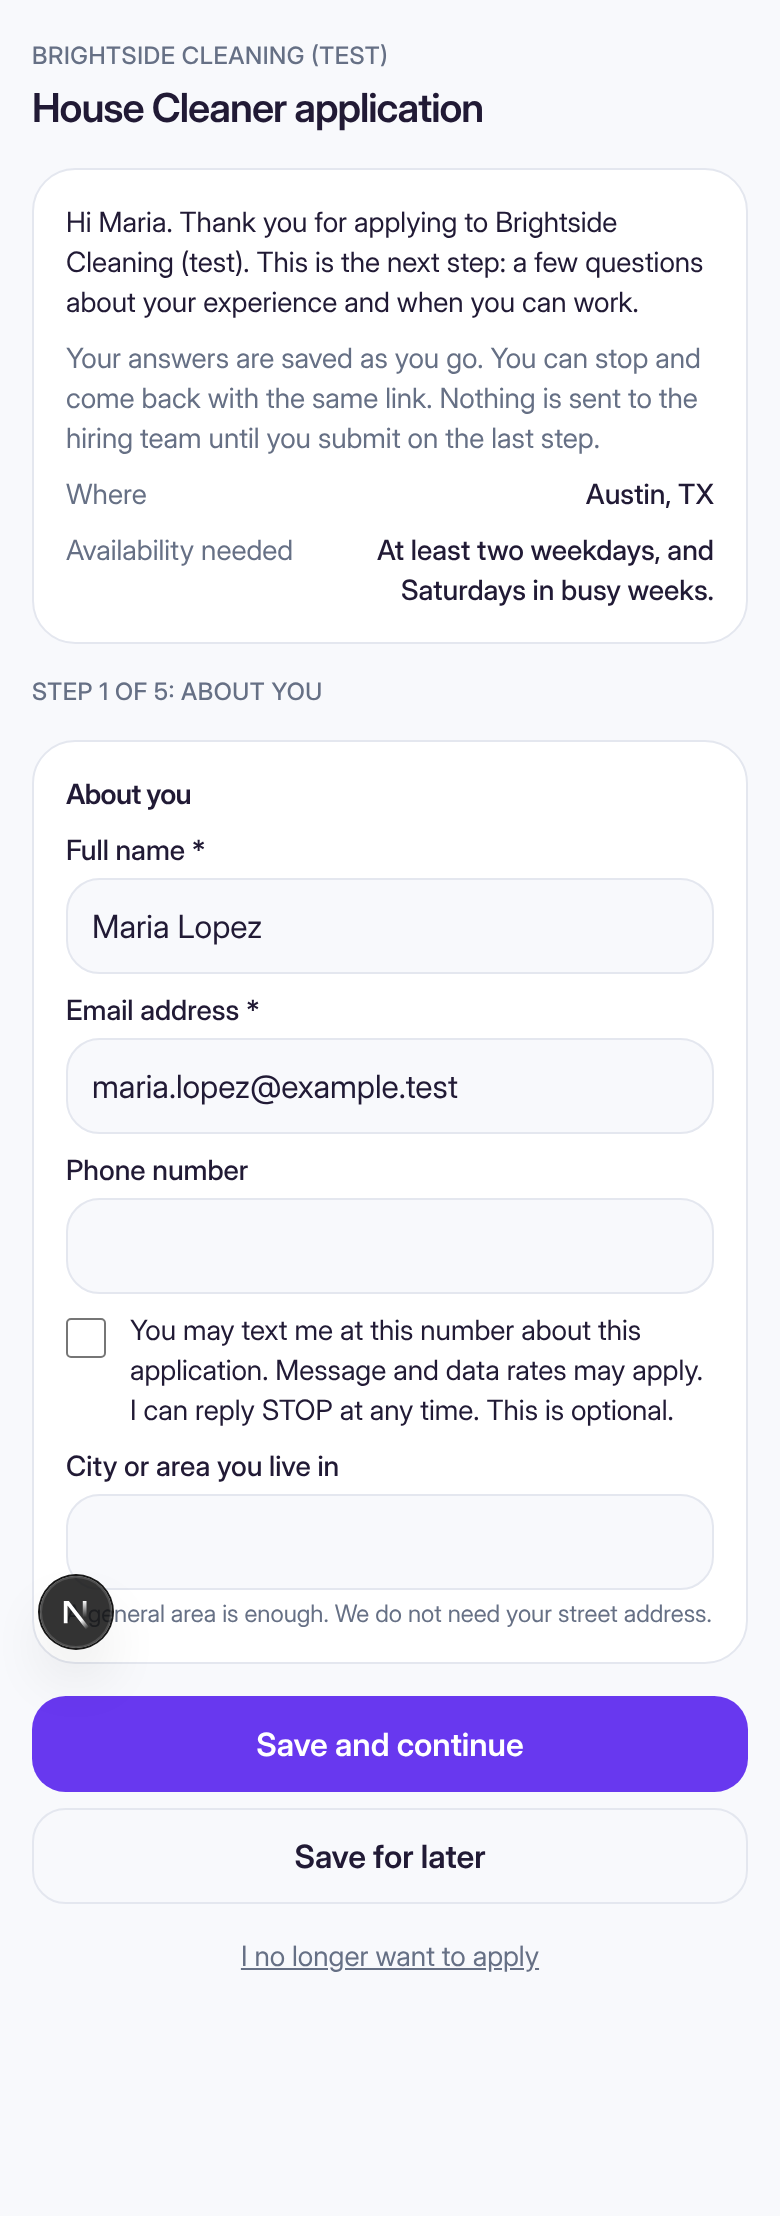 BRIGHTSIDE CLEANING (TEST)
House Cleaner application
Hi Maria. Thank you for applying to Brightside
Cleaning (test). This is the next step: a few questions
about your experience and when you can work.
Your answers are saved as you go. You can stop and
come back with the same link. Nothing is sent to the
hiring team until you submit on the last step.
Where
Austin, TX
Availability needed
At least two weekdays, and
Saturdays in busy weeks.
STEP 1 OF 5: ABOUT YOU
About you
Full name *
Maria Lopez
Email address *
maria.lopez@example.test
Phone number
You may text me at this number about this
application. Message and data rates may apply.
I can reply STOP at any time. This is optional.
City or area you live in
N
general area is enough. We do not need your street address.
Save and continue
Save for later
I no longer want to apply